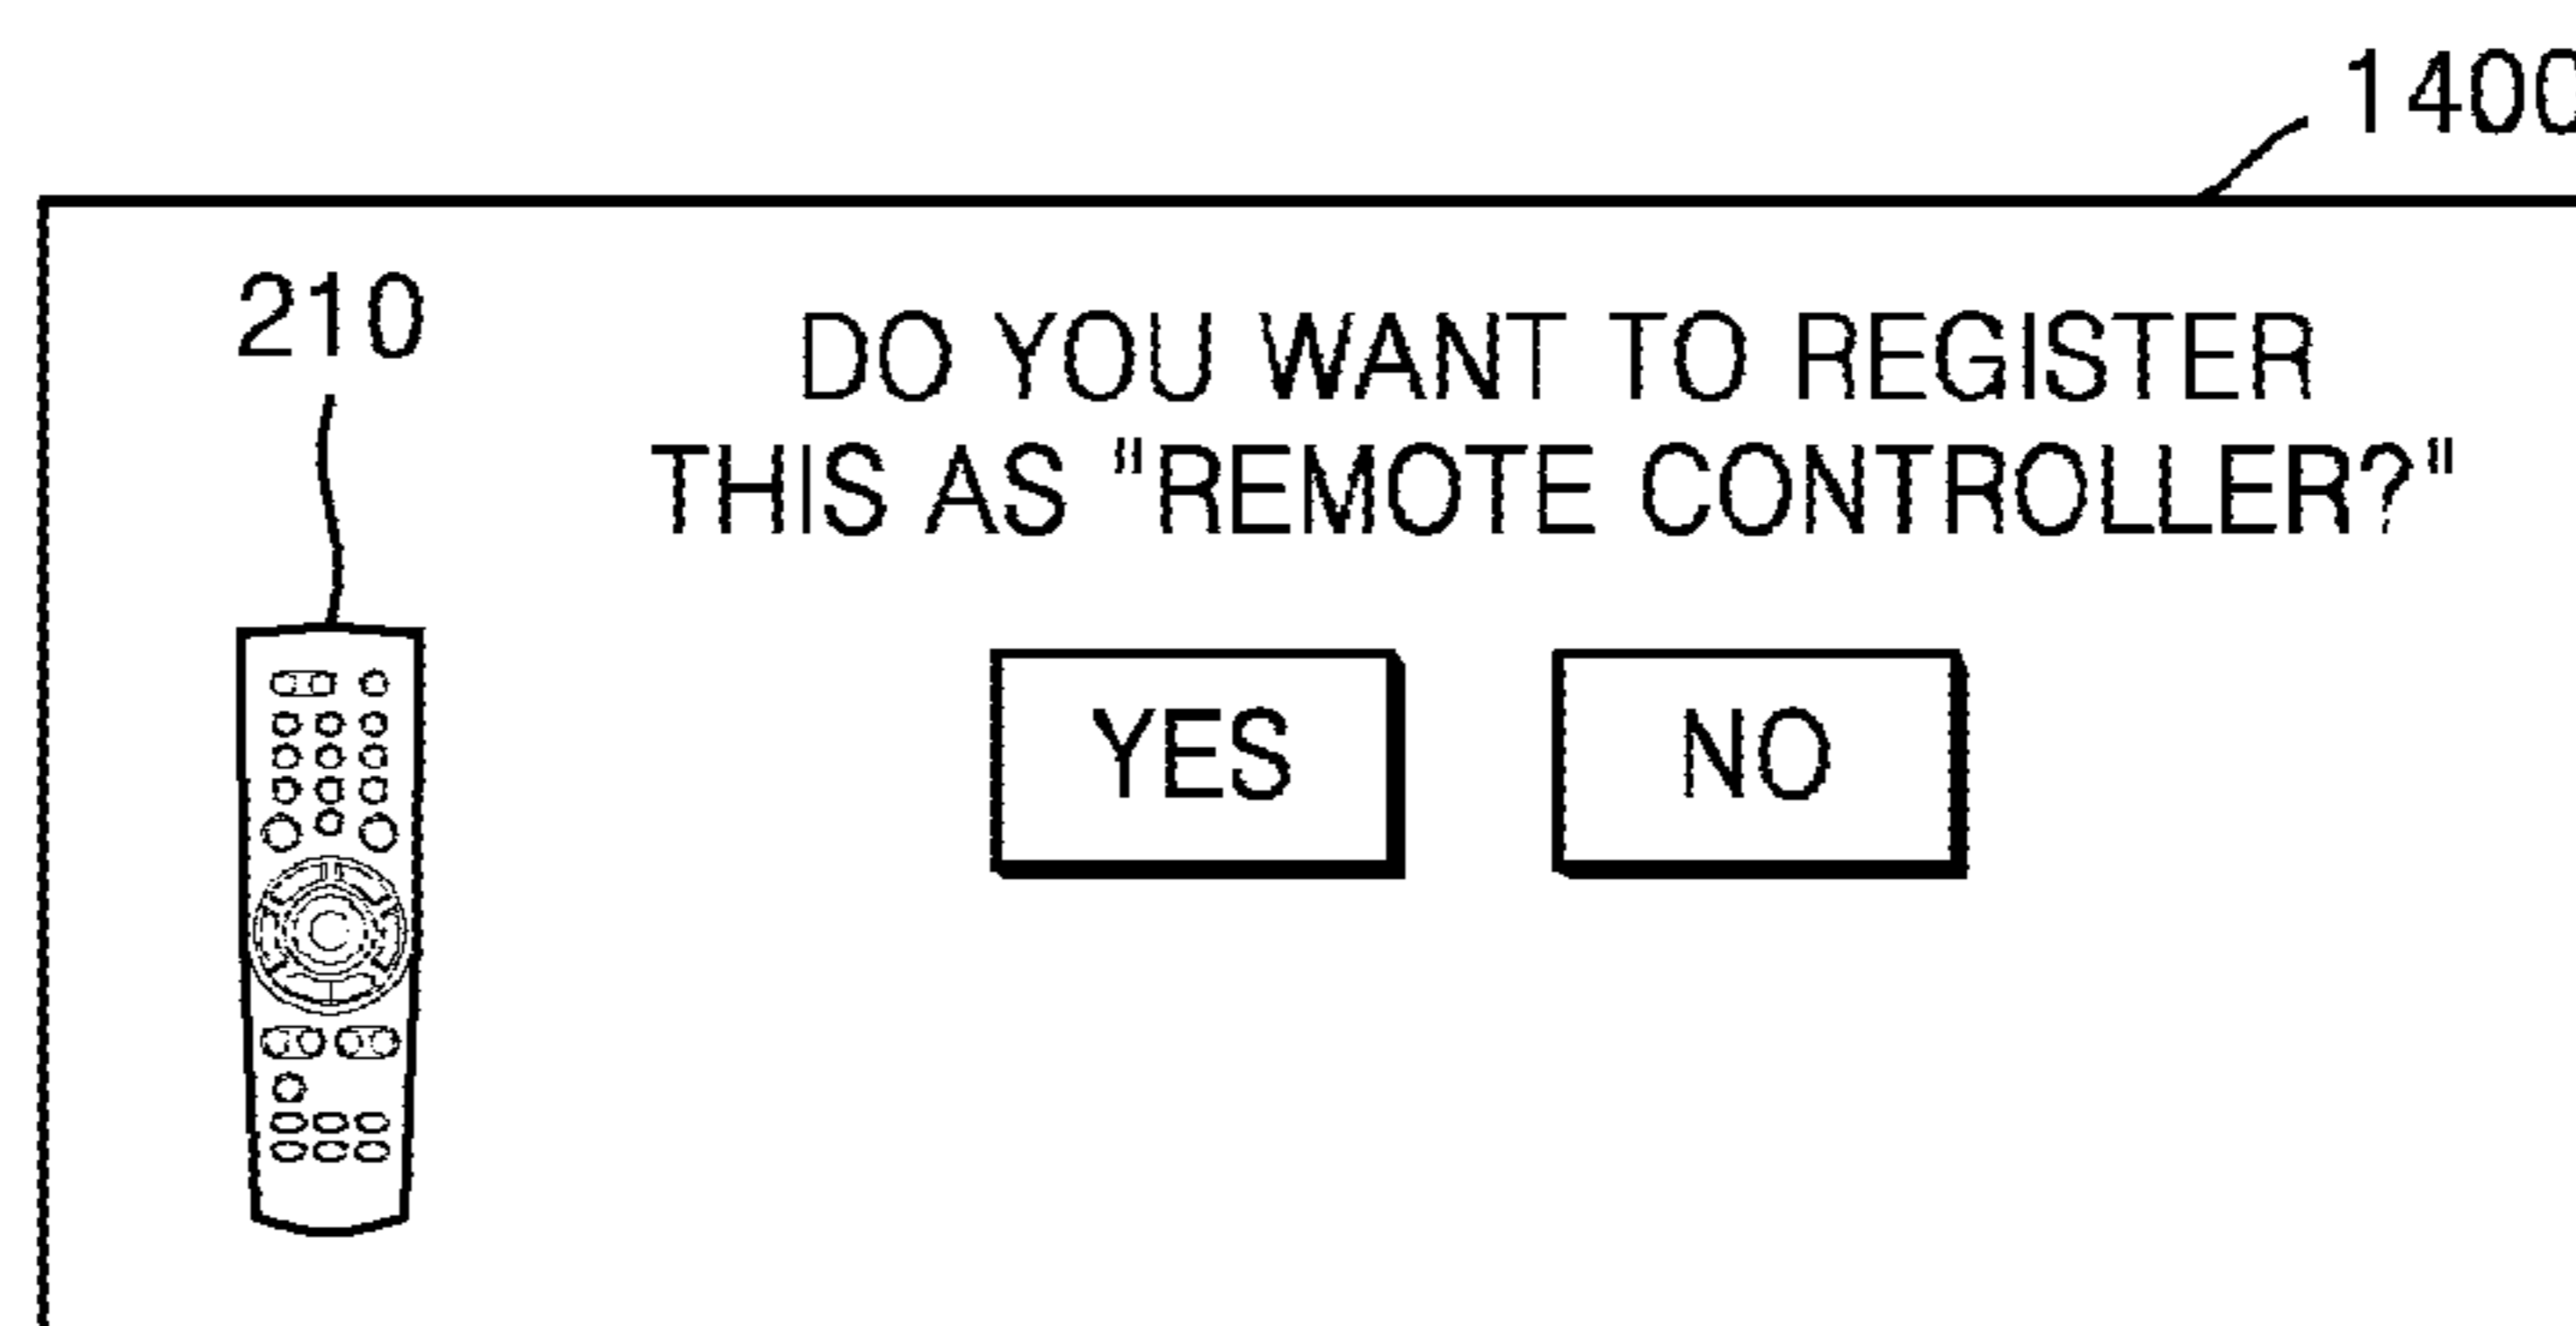 1400
210
DO YOU WANT TO REGISTER
THIS AS "REMOTE CONTROLLER?"
YES
NO